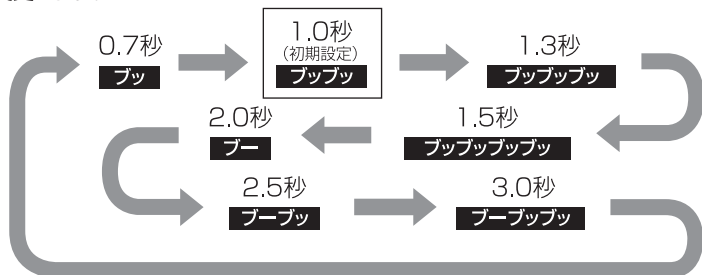 0.7秒
ブッ
1.0秒
(初期設定)
ブッブッ
1.3秒
ブッブッブッ
1.5秒
ブッブッブッブッ
2.0秒
ブー
2.5秒
ブーブッ
3.0秒
ブーブッブッ